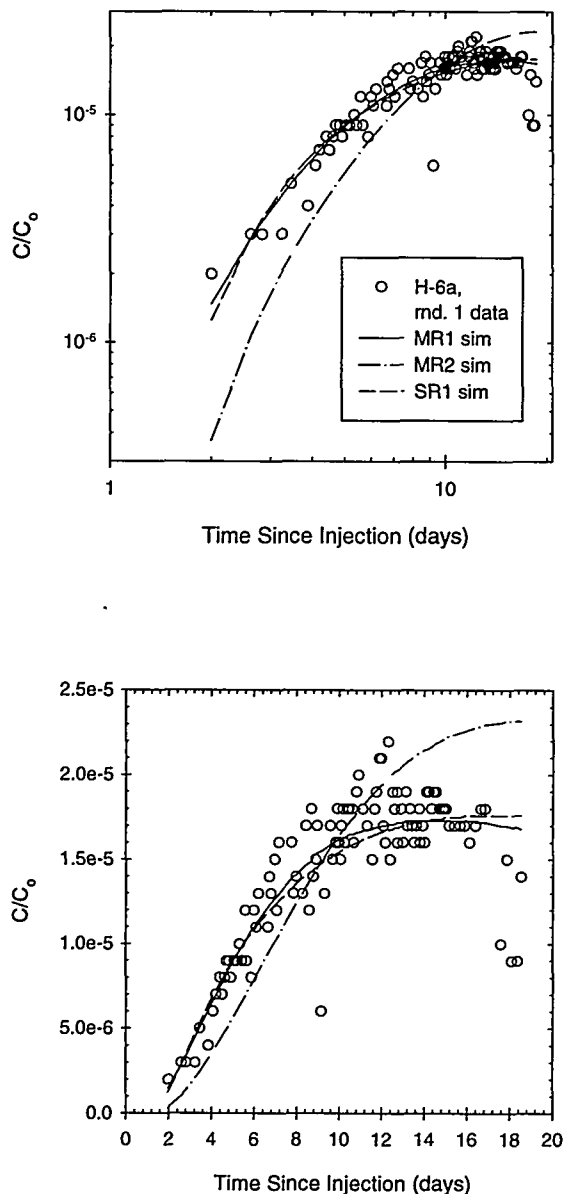 10-5
C/Co
10-6
H-6a,
rnd. 1 data
MR1 sim
MR2 sim
SR1 sim
1
10
Time Since Injection (days)
2.5e-5
2.0e-5
1.5e-5
C/Co
1.0e-5
5.0e-6
0.0
0 2 4 6 8 10 12 14 16 18 20
Time Since Injection (days)